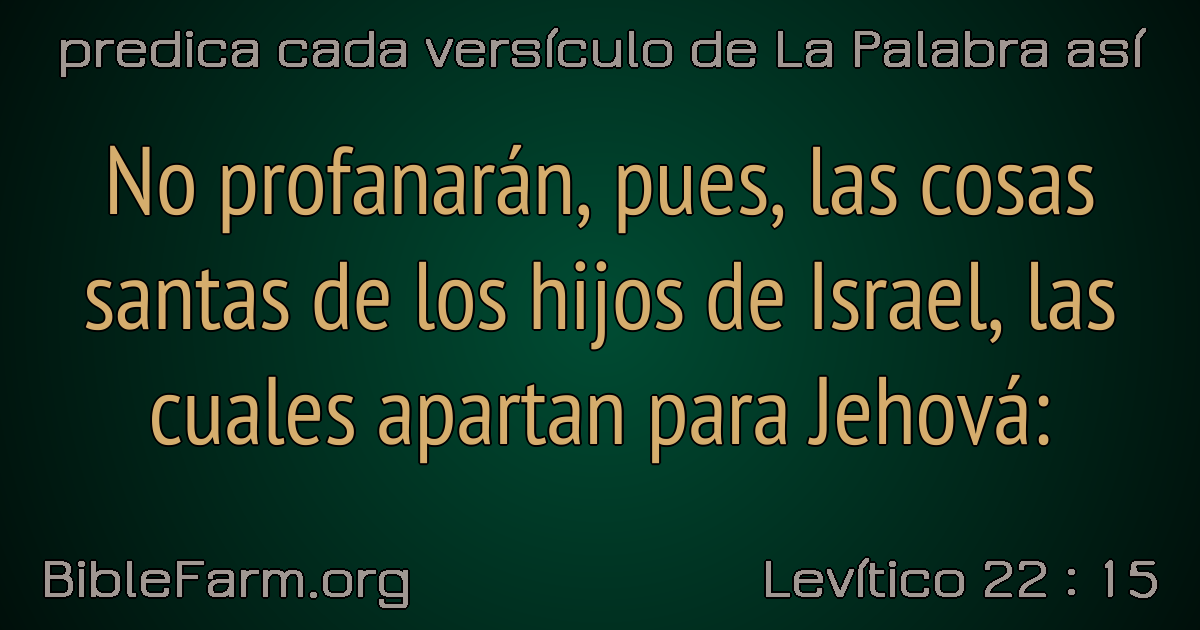 predica cada versículo de La Palabra así
No profanarán, pues, las cosas
santas de los hijos de Israel, las
cuales apartan para Jehová:
BibleFarm.org
Levítico 22 : 15